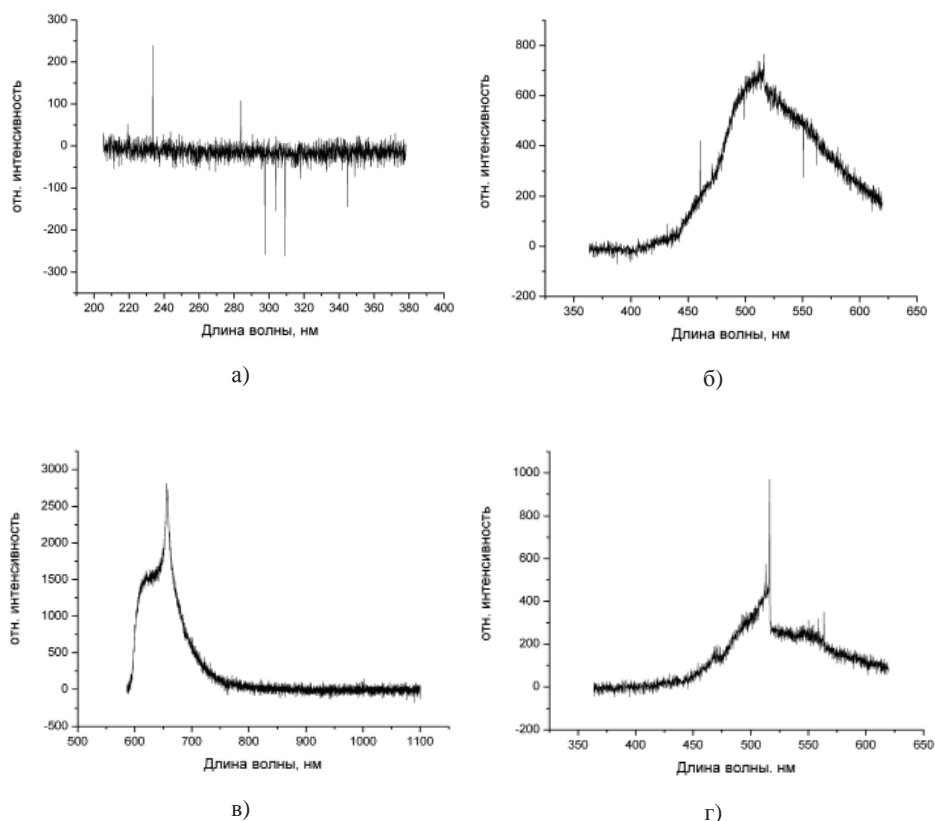 отн. интенсивность
300
200
100
0
-100
-200
-300
200 220 240 260 280 300 320 340 360 380 400
Длина волны, нм
а)
отн. интенсивность
800
600
400
200
0
-200
350 400 450 500 550 600 650
Длина волны, нм
б)
отн. интенсивность
3000
2500
2000
1500
1000
500
0
-500
500 600 700 800 900 1000 1100
Длина волны, нм
в)
отн. интенсивность
1000
800
600
400
200
0
-200
350 400 450 500 550 600 650
Длина волны. нм
г)